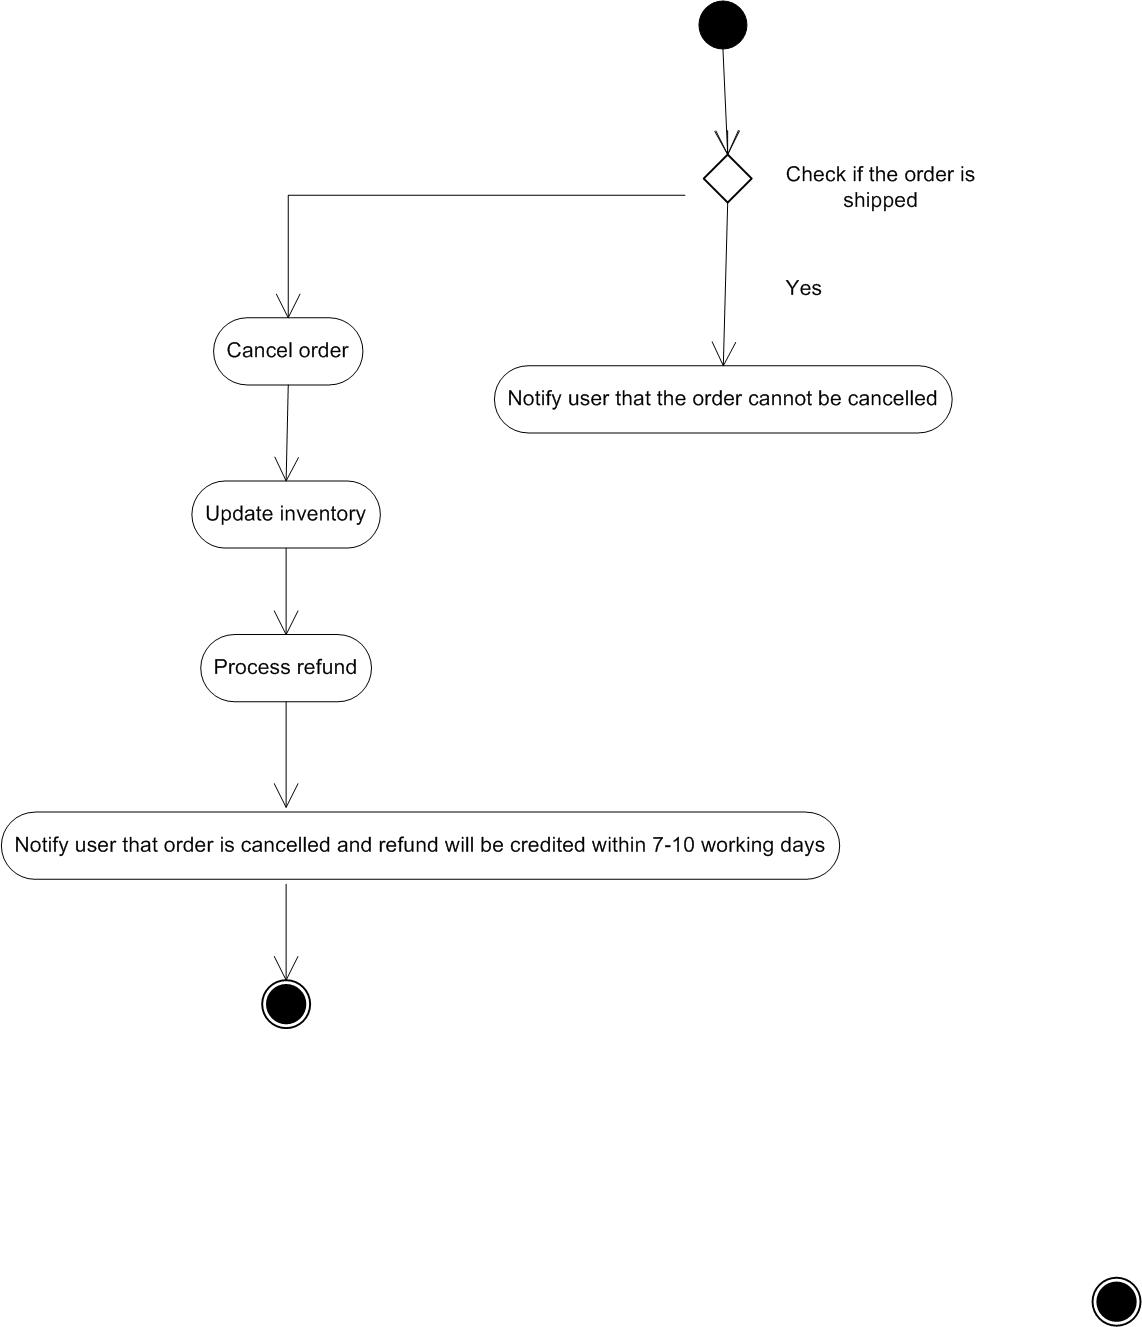 Check if the order is
shipped
Yes
Cancel order
Notify user that the order cannot be cancelled
Update inventory
Process refund
Notify user that order is cancelled and refund will be credited within 7-10 working days